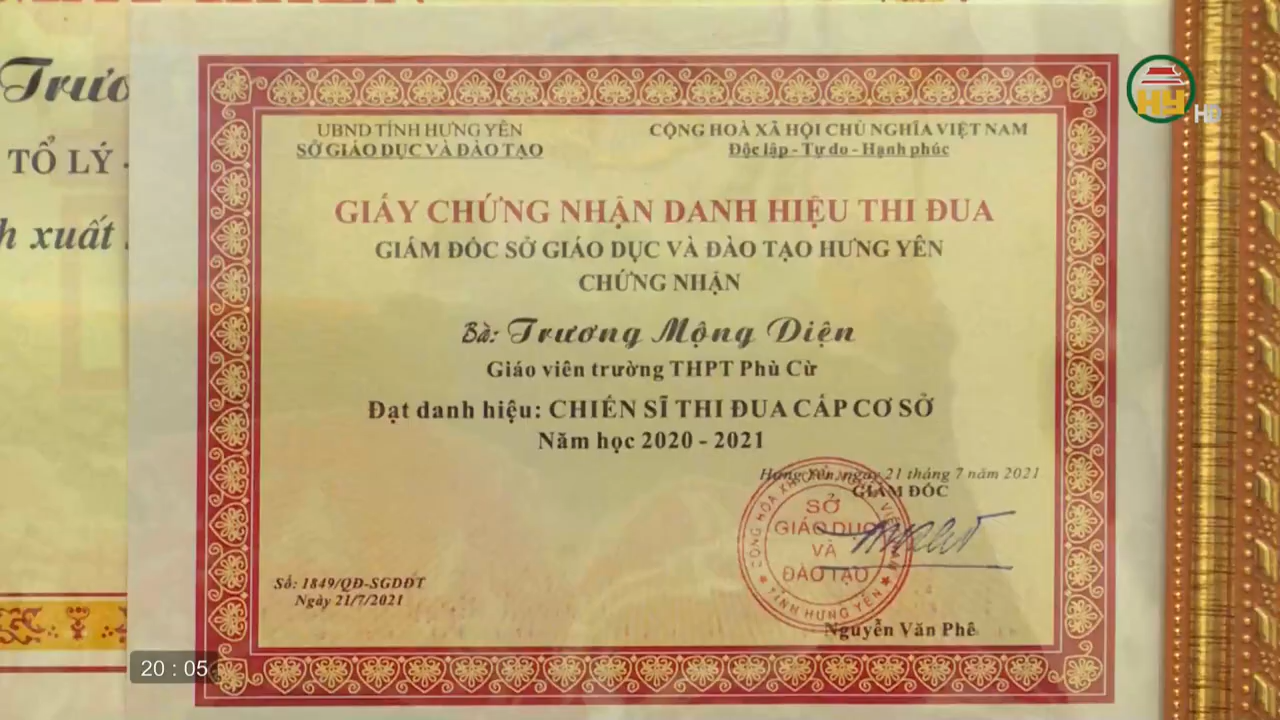 Trươ
TỔ LÝ -
h xuất
UBND TỈNH HƯNG YÊN
SỞ GIÁO DỤC VÀ ĐÀO TẠO
CỘNG HOÀ XÃ HỘI CHỦ NGHĨA VIỆT NAM
Độc lập - Tự do - Hạnh phúc
HY HD
GIẤY CHỨNG NHẬN DANH HIỆU THI ĐUA
GIÁM ĐỐC SỞ GIÁO DỤC VÀ ĐÀO TẠO HƯNG YÊN
CHỨNG NHẬN
Bà: Trương Mộng Diện
Giáo viên trường THPT Phù Cừ
Đạt danh hiệu: CHIẾN SĨ THI ĐUA CẤP CƠ SỞ
Năm học 2020 - 2021
Hưng Yên, ngày 21 tháng 7 năm 2021
GIÁM ĐỐC
SỞ
GIÁO DỤC
VÀ
ĐÀO TẠO
TỈNH HƯNG YÊN
Số: 1849/QĐ-SGDĐT
Ngày 21/7/2021
Nguyễn Văn Phê
20 : 05